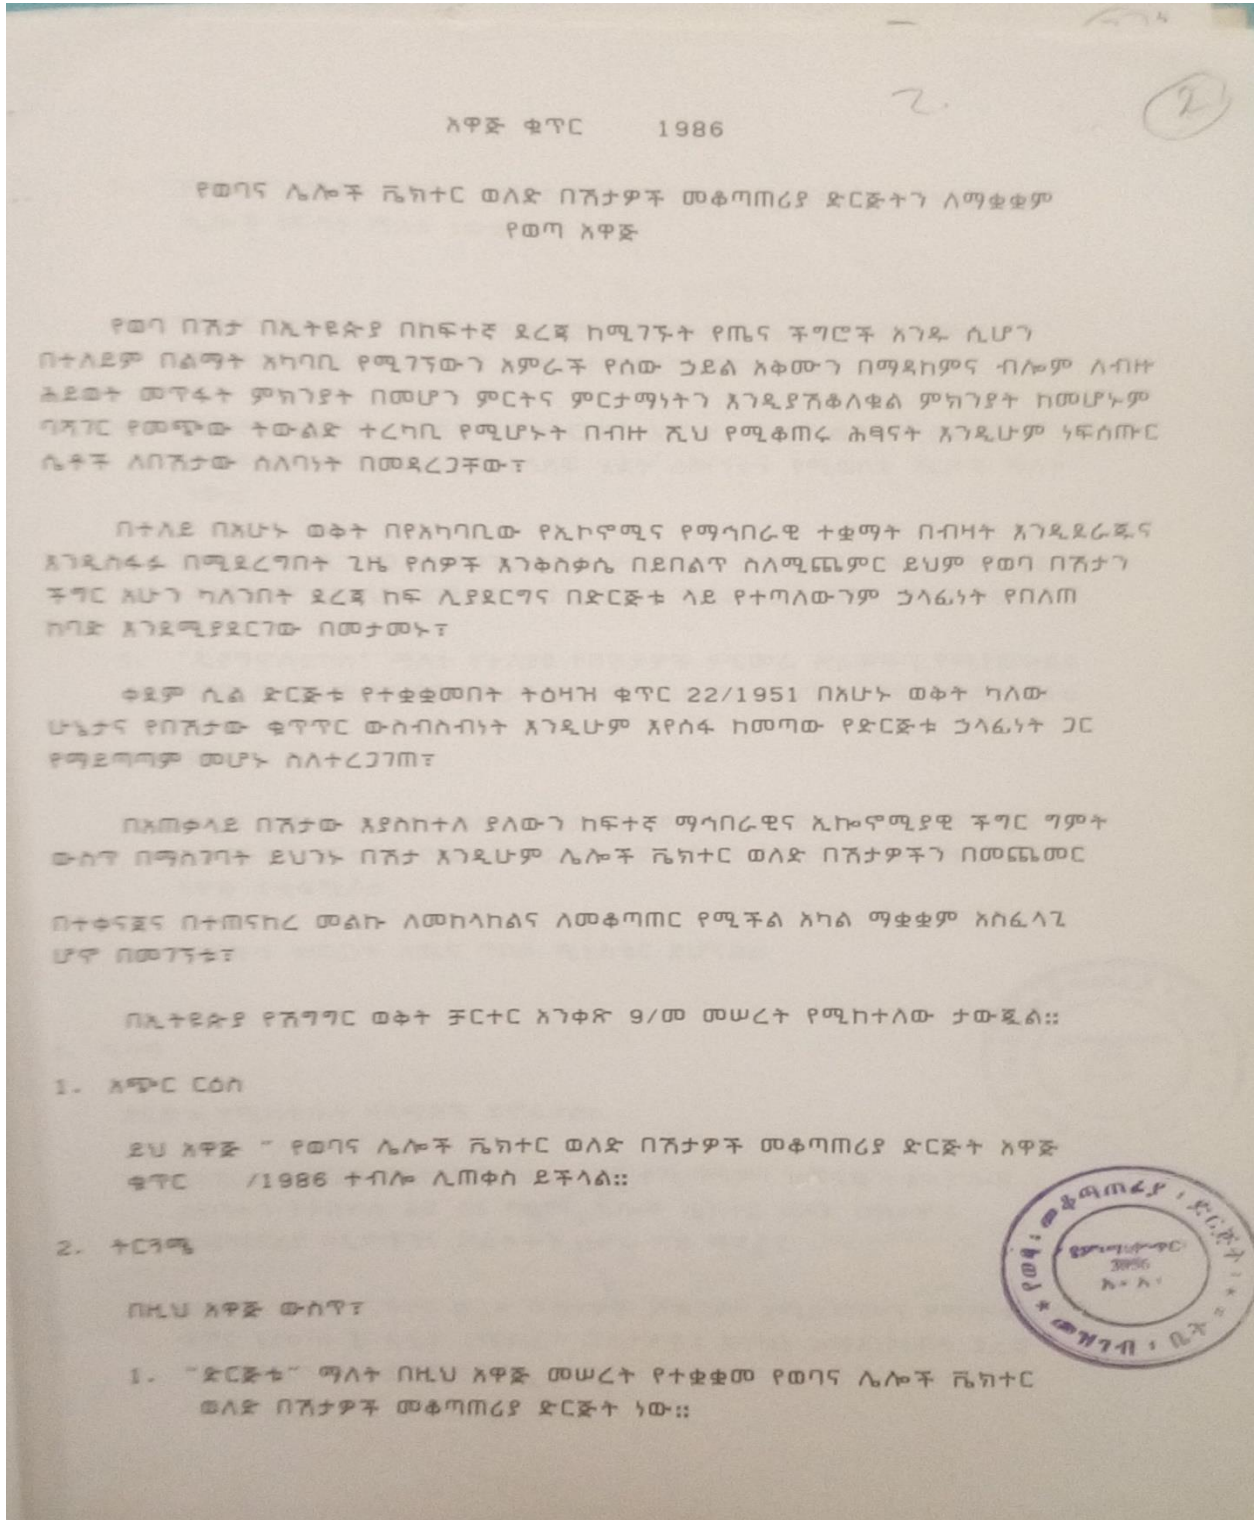 2
አዋጅ ቁጥር 1986
የወባና ሌሎች ቬክተር ወለድ በሽታዎች መቆጣጠሪያ ድርጅትን ለማቋቋም
የወጣ አዋጅ
የወባ በሽታ በኢትዩጵያ በከፍተኛ ደረጃ ከሚገኙት የጤና ችግሮች አንዱ ሲሆን
በተለይም በልማት አካባቢ የሚገኘውን አምራች የሰው ኃይል አቅሙን በማዳከምና ብሎም ለብዙ
ሕይወት መጥፋት ምክንያት በመሆን ምርትና ምርታማነትን እንዲያሽቆለቁል ምክንያት ከመሆኑም
ባሻገር የመጭው ትውልድ ተረካቢ የሚሆኑት በብዙ ሺህ የሚቆጠሩ ሕፃናት እንዲሁም ነፍሰጡር
ሴቶች ለበሽታው ሰለባነት በመዳረጋቸው፣
በተለይ በአሁኑ ወቅት በየአካባቢው የኢኮኖሚና የማኅበራዊ ተቋማት በብዛት እንዲደራጁና
እንዲስፋፉ በሚደረግበት ጊዜ የሰዎች እንቅስቃሴ በይበልጥ ስለሚጨምር ይህም የወባ በሽታን
ችግር አሁን ካለንበት ደረጃ ከፍ ሊያደርግና በድርጅቱ ላይ የተጣለውንም ኃላፊነት የበለጠ
ከባድ እንደሚያደርገው በመታመኑ፣
ቀደም ሲል ድርጅቱ የተቋቋመበት ትዕዛዝ ቁጥር 22/1951 በአሁኑ ወቅት ካለው
ሁኔታና የበሽታው ቁጥጥር ውስብስብነት እንዲሁም እየሰፋ ከመጣው የድርጅቱ ኃላፊነት ጋር
የማይጣጣም መሆኑ ስለተረጋገጠ፣
በአጠቃላይ በሽታው እያስከተለ ያለውን ከፍተኛ ማኅበራዊና ኢኰኖሚያዊ ችግር ግምት
ውስጥ በማስገባት ይህንኑ በሽታ እንዲሁም ሌሎች ቬክተር ወለድ በሽታዎችን በመጨመር
በተቀናጀና በተጠናከረ መልኩ ለመከላከልና ለመቆጣጠር የሚችል አካል ማቋቋም አስፈላጊ
ሆኖ በመገኘቱ፣
በኢትዩጵያ የሽግግር ወቅት ቻርተር አንቀጽ 9/መ መሠረት የሚከተለው ታውጇል።
1. አጭር ርዕስ
ይህ አዋጅ " የወባና ሌሎች ቬክተር ወለድ በሽታዎች መቆጣጠሪያ ድርጅት አዋጅ
ቁጥር /1986 ተብሎ ሊጠቀስ ይችላል።
2. ትርጓሜ
በዚህ አዋጅ ውስጥ፣
1. "ድርጅቱ" ማለት በዚህ አዋጅ መሠረት የተቋቋመ የወባና ሌሎች ቬክተር
ወለድ በሽታዎች መቆጣጠሪያ ድርጅት ነው።
የወባ፡መቆጣጠሪያ፡ድርጅት፡